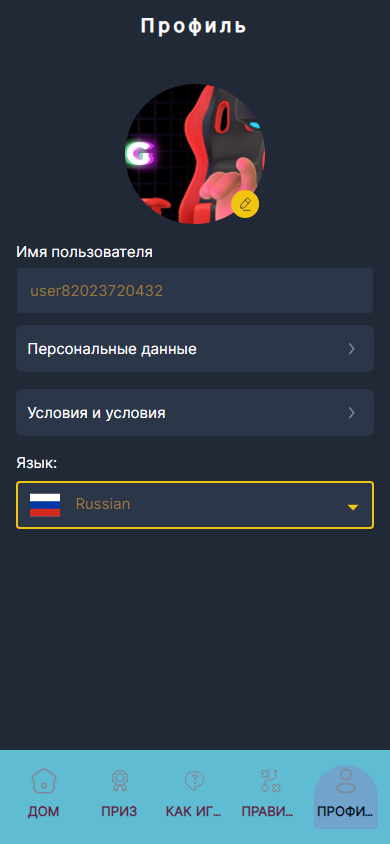 Профиль
G
Имя пользователя
user82023720432
Персональные данные
Условия и условия
Язык:
Russian
ДОМ
ПРИЗ
КАК ИГ...
ПРАВИ...
ПРОФИ...